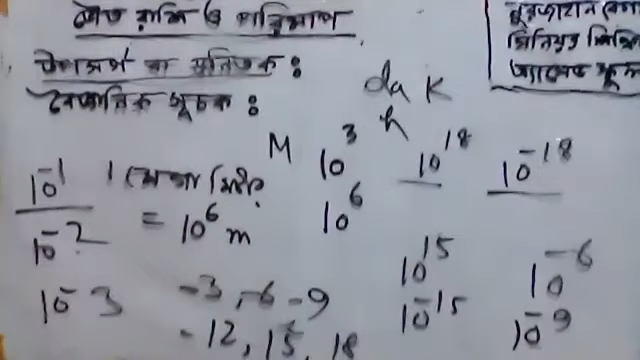 ভৌত রাশি ও পরিমাপ
উপসর্গ বা গুনিতক :
বৈজ্ঞানিক সূচক :
da K
h
M 10³ 10¹⁸ 10⁻¹⁸
10⁻¹ 1 মেগা মিটার 10⁶
10⁻² = 10⁶ m
10¹⁵ 10⁻⁶
10⁻³ -3, -6 -9 10⁻¹⁵ 10⁻⁹
-12, 15, 18